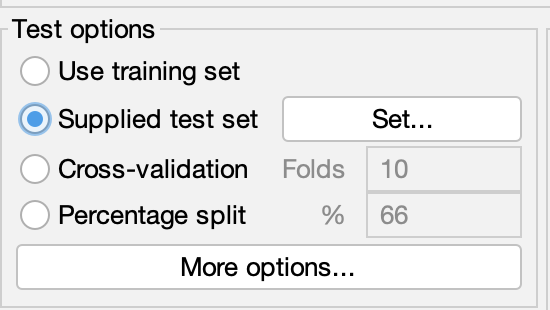 Test options
Use training set
Supplied test set Set...
Cross-validation Folds 10
Percentage split % 66
More options...